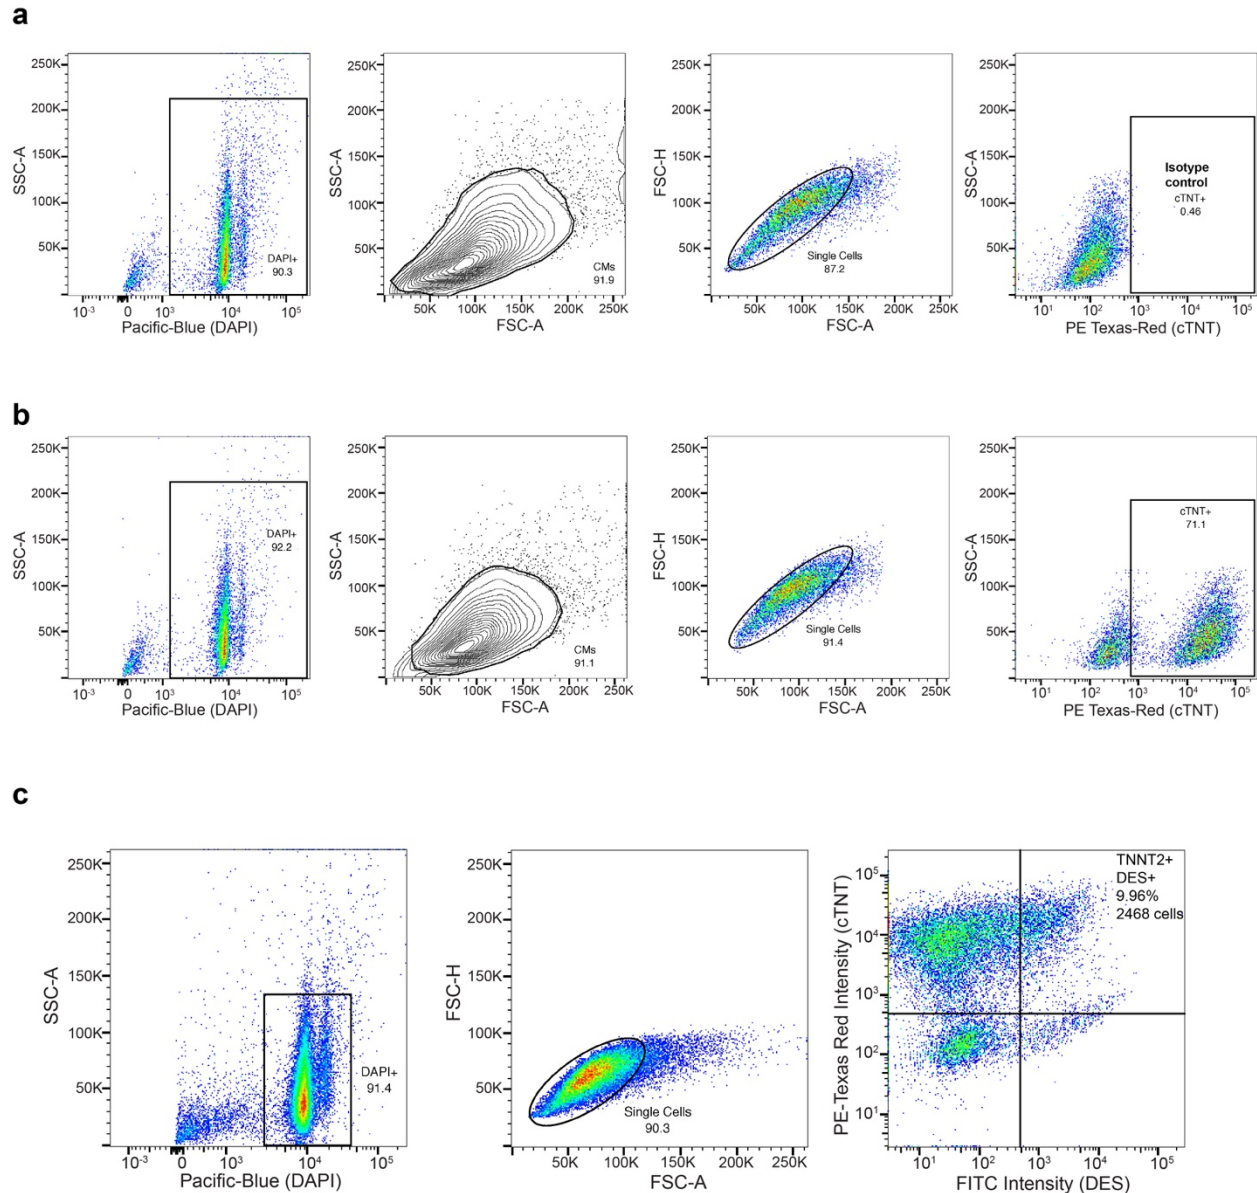 a
250K
200K
150K
100K
50K
SSC-A
DAPI+
90.3
10-3 0 10³ 10⁴ 10⁵
Pacific-Blue (DAPI)
250K
200K
150K
100K
50K
SSC-A
CMs
91.9
50K 100K 150K 200K 250K
FSC-A
250K
200K
150K
100K
50K
FSC-H
Single Cells
87.2
50K 100K 150K 200K 250K
FSC-A
250K
200K
150K
100K
50K
SSC-A
Isotype
control
cTNT+
0.46
10¹ 10² 10³ 10⁴ 10⁵
PE Texas-Red (cTNT)
b
250K
200K
150K
100K
50K
SSC-A
DAPI+
92.2
10-3 0 10³ 10⁴ 10⁵
Pacific-Blue (DAPI)
250K
200K
150K
100K
50K
SSC-A
CMs
91.1
50K 100K 150K 200K 250K
FSC-A
250K
200K
150K
100K
50K
FSC-H
Single Cells
91.4
50K 100K 150K 200K 250K
FSC-A
250K
200K
150K
100K
50K
SSC-A
cTNT+
71.1
10¹ 10² 10³ 10⁴ 10⁵
PE Texas-Red (cTNT)
c
250K
200K
150K
100K
50K
SSC-A
DAPI+
91.4
10-3 0 10³ 10⁴ 10⁵
Pacific-Blue (DAPI)
250K
200K
150K
100K
50K
FSC-H
Single Cells
90.3
50K 100K 150K 200K 250K
FSC-A
10⁵
10⁴
10³
10²
10¹
PE-Texas Red Intensity (cTNT)
TNNT2+
DES+
9.96%
2468 cells
10¹ 10² 10³ 10⁴ 10⁵
FITC Intensity (DES)